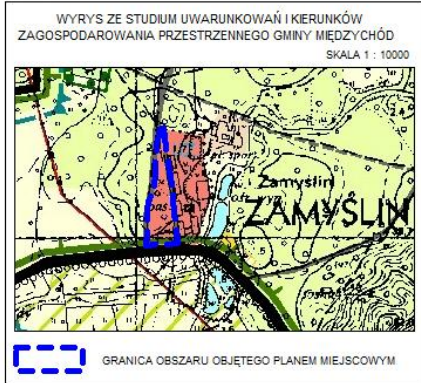 WYRYS ZE STUDIUM UWARUNKOWAŃ I KIERUNKÓW
ZAGOSPODAROWANIA PRZESTRZENNEGO GMINY MIĘDZYCHÓD
SKALA 1 : 10000
Zamyślin
ZAMYŚLIN
GRANICA OBSZARU OBJĘTEGO PLANEM MIEJSCOWYM